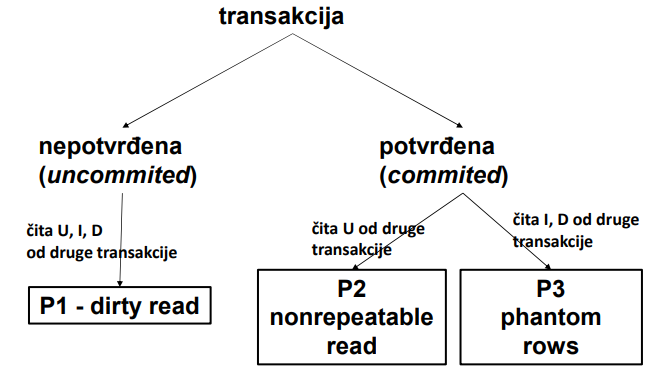 transakcija
nepotvrđena
(uncommited)
potvrđena
(commited)
čita U, I, D
od druge transakcije
čita U od druge
transakcije
čita I, D od druge
transakcije
P1 - dirty read
P2
nonrepeatable
read
P3
phantom
rows